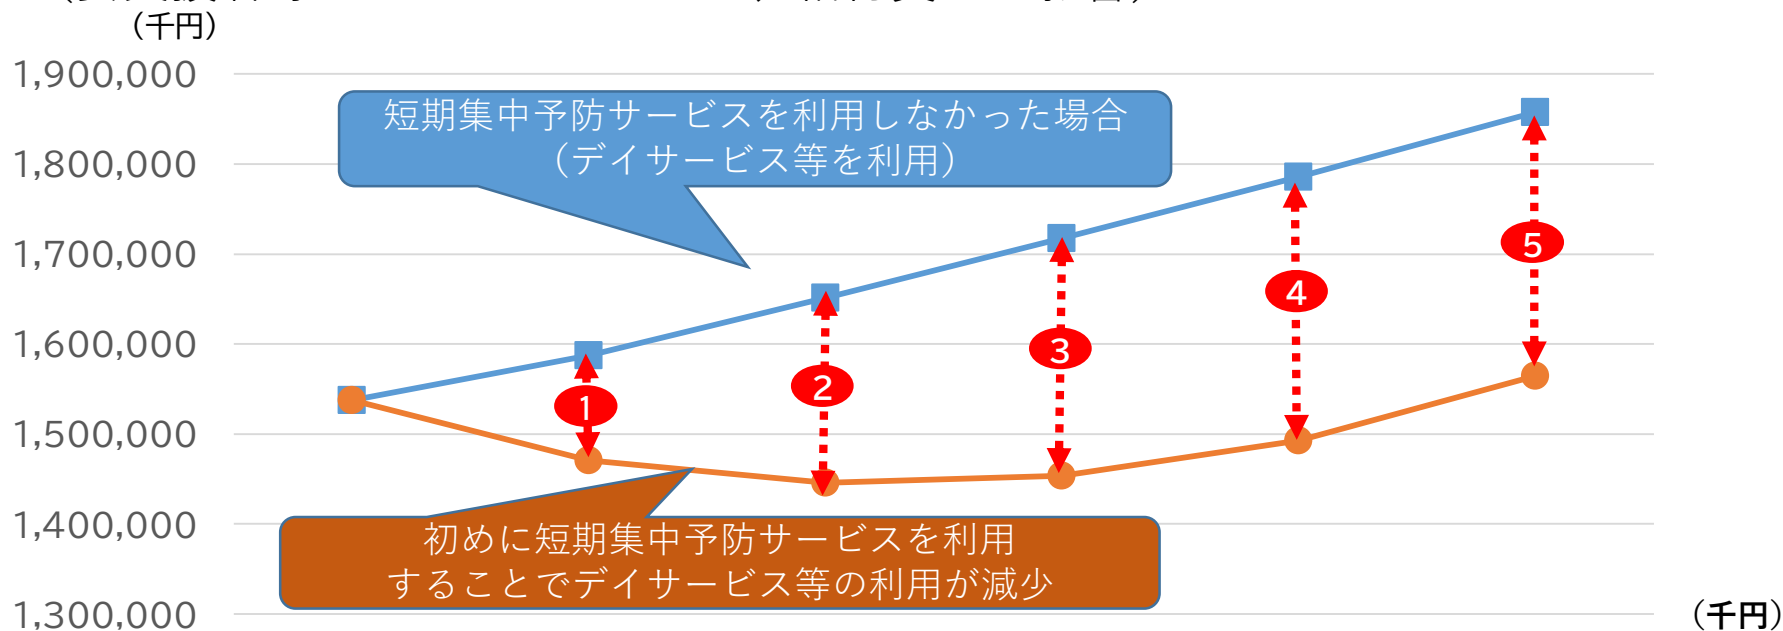 （千円）
1,900,000
短期集中予防サービスを利用しなかった場合
（デイサービス等を利用）
1,800,000
1,700,000
5
4
1,600,000
3
2
1
1,500,000
1,400,000
初めに短期集中予防サービスを利用
することでデイサービス等の利用が減少
1,300,000
（千円）